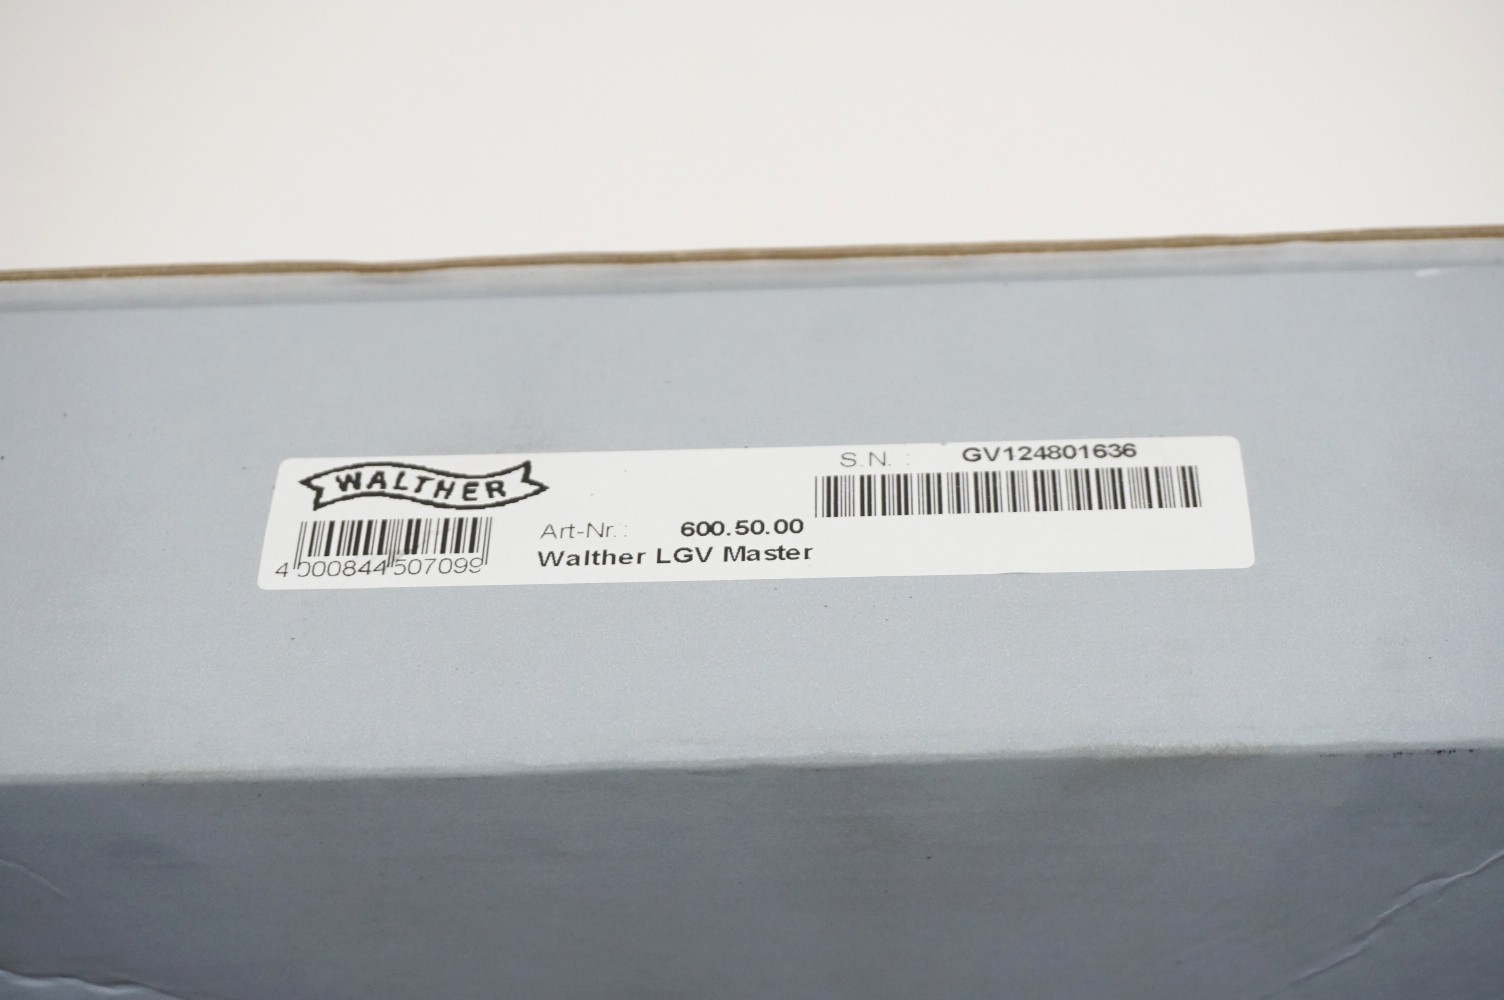 WALTHER
4 000844 507099
Art-Nr.: 600.50.00
Walther LGV Master
S.N. : GV124801636